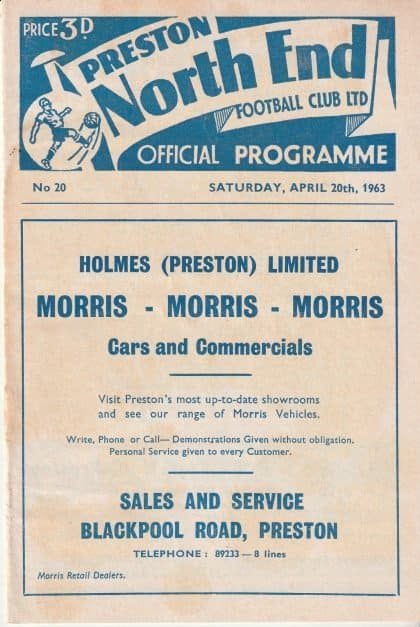 PRICE 3D
PRESTON
North End
FOOTBALL CLUB LTD
OFFICIAL PROGRAMME
No 20 SATURDAY, APRIL 20th, 1963
HOLMES (PRESTON) LIMITED
MORRIS - MORRIS - MORRIS
Cars and Commercials
Visit Preston's most up-to-date showrooms
and see our range of Morris Vehicles.
Write, Phone or Call— Demonstrations Given without obligation.
Personal Service given to every Customer.
SALES AND SERVICE
BLACKPOOL ROAD, PRESTON
TELEPHONE : 89233 — 8 lines
Morris Retail Dealers.